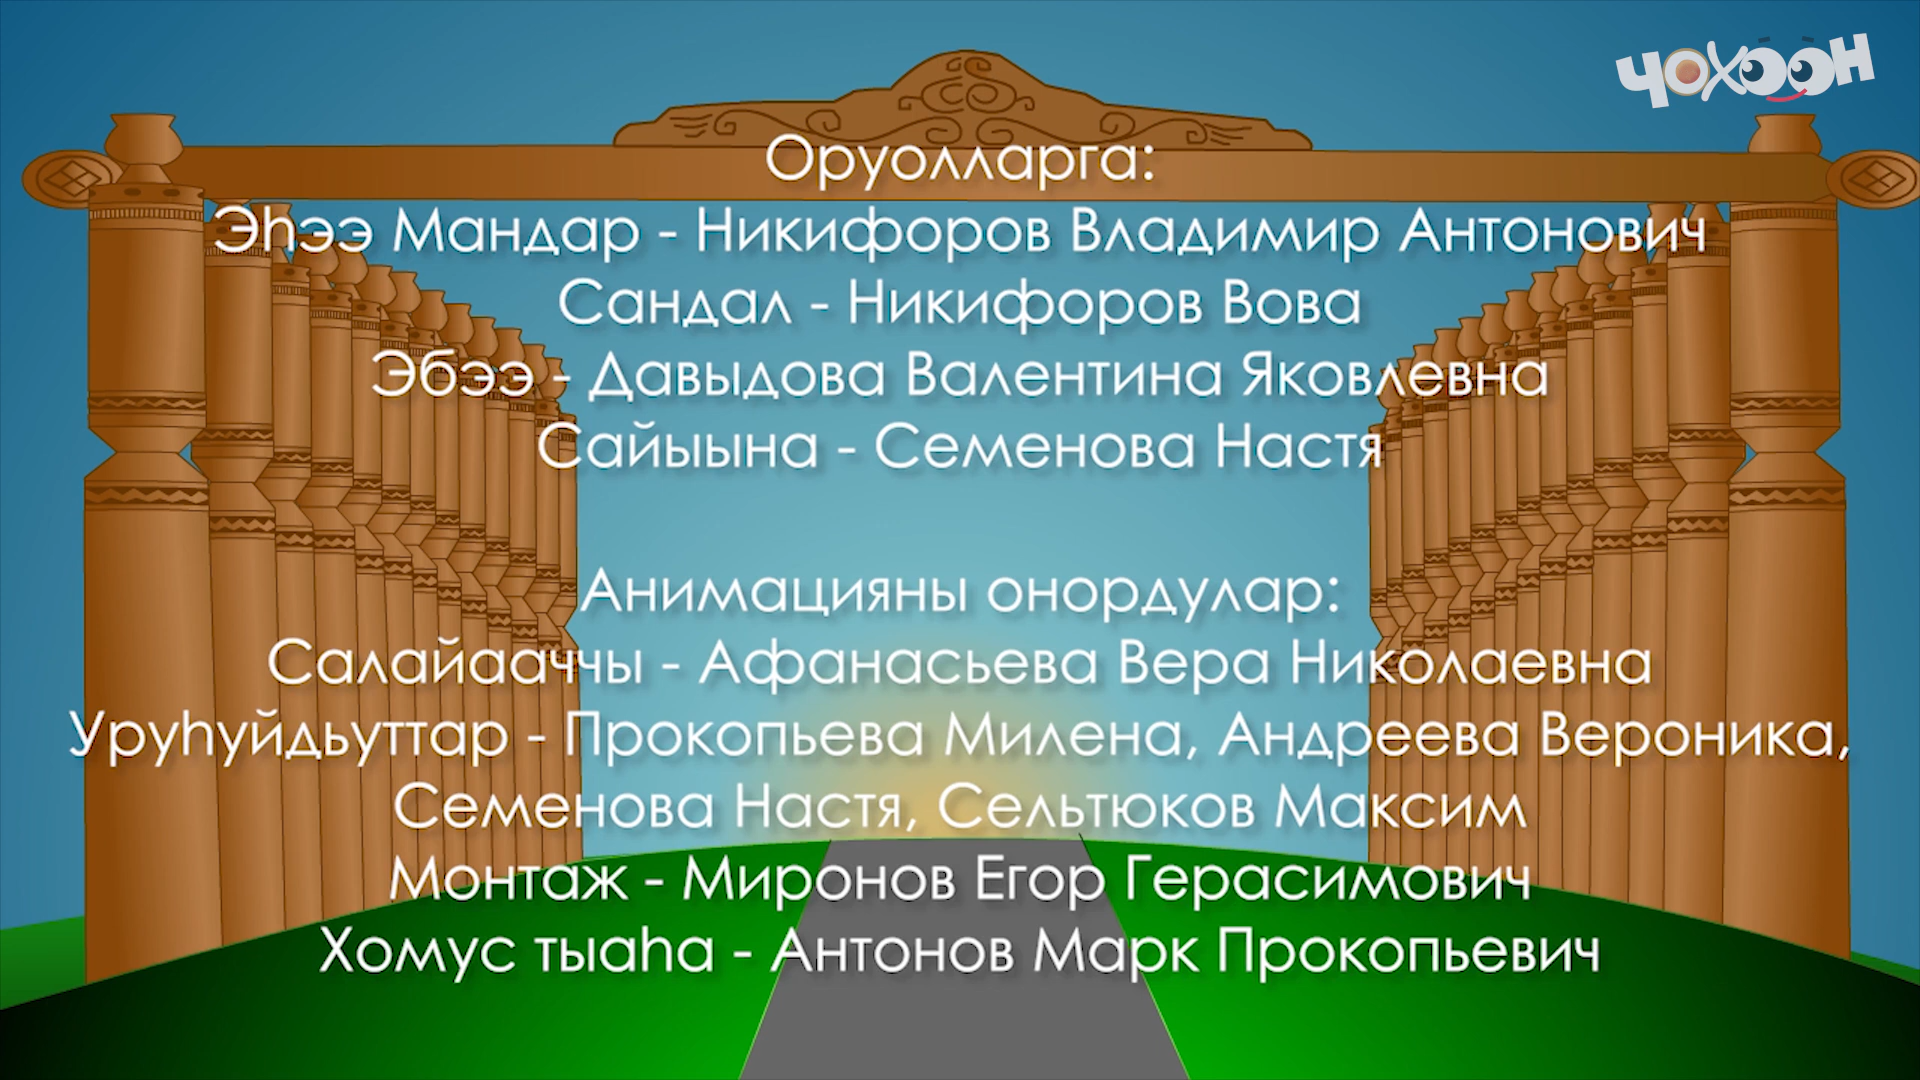 ЧОХООН
Оруолларга:
Эһээ Мандар - Никифоров Владимир Антонович
Сандал - Никифоров Вова
Эбээ - Давыдова Валентина Яковлевна
Сайыына - Семенова Настя
Анимацияны онордулар:
Салайааччы - Афанасьева Вера Николаевна
Уруһуйдьуттар - Прокопьева Милена, Андреева Вероника,
Семенова Настя, Сельтюков Максим
Монтаж - Миронов Егор Герасимович
Хомус тыаһа - Антонов Марк Прокопьевич